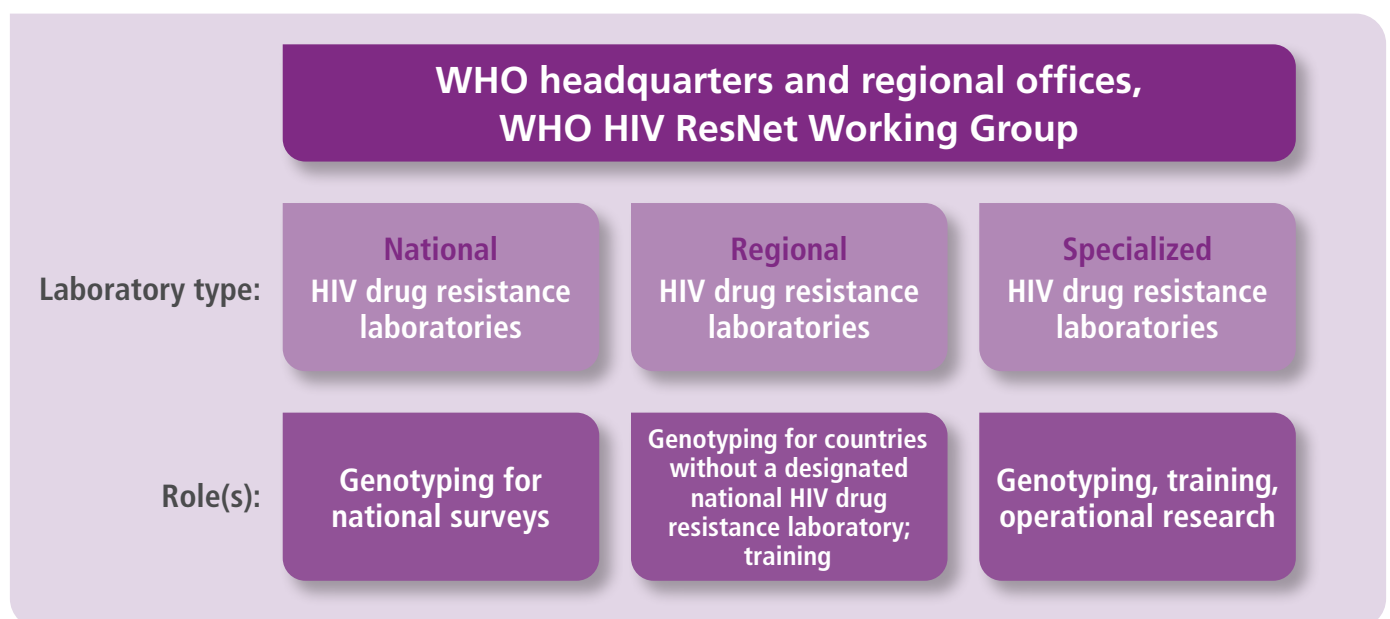 WHO headquarters and regional offices,
WHO HIV ResNet Working Group
Laboratory type:
National
HIV drug resistance
laboratories
Regional
HIV drug resistance
laboratories
Specialized
HIV drug resistance
laboratories
Role(s):
Genotyping for
national surveys
Genotyping for countries
without a designated
national HIV drug
resistance laboratory;
training
Genotyping, training,
operational research